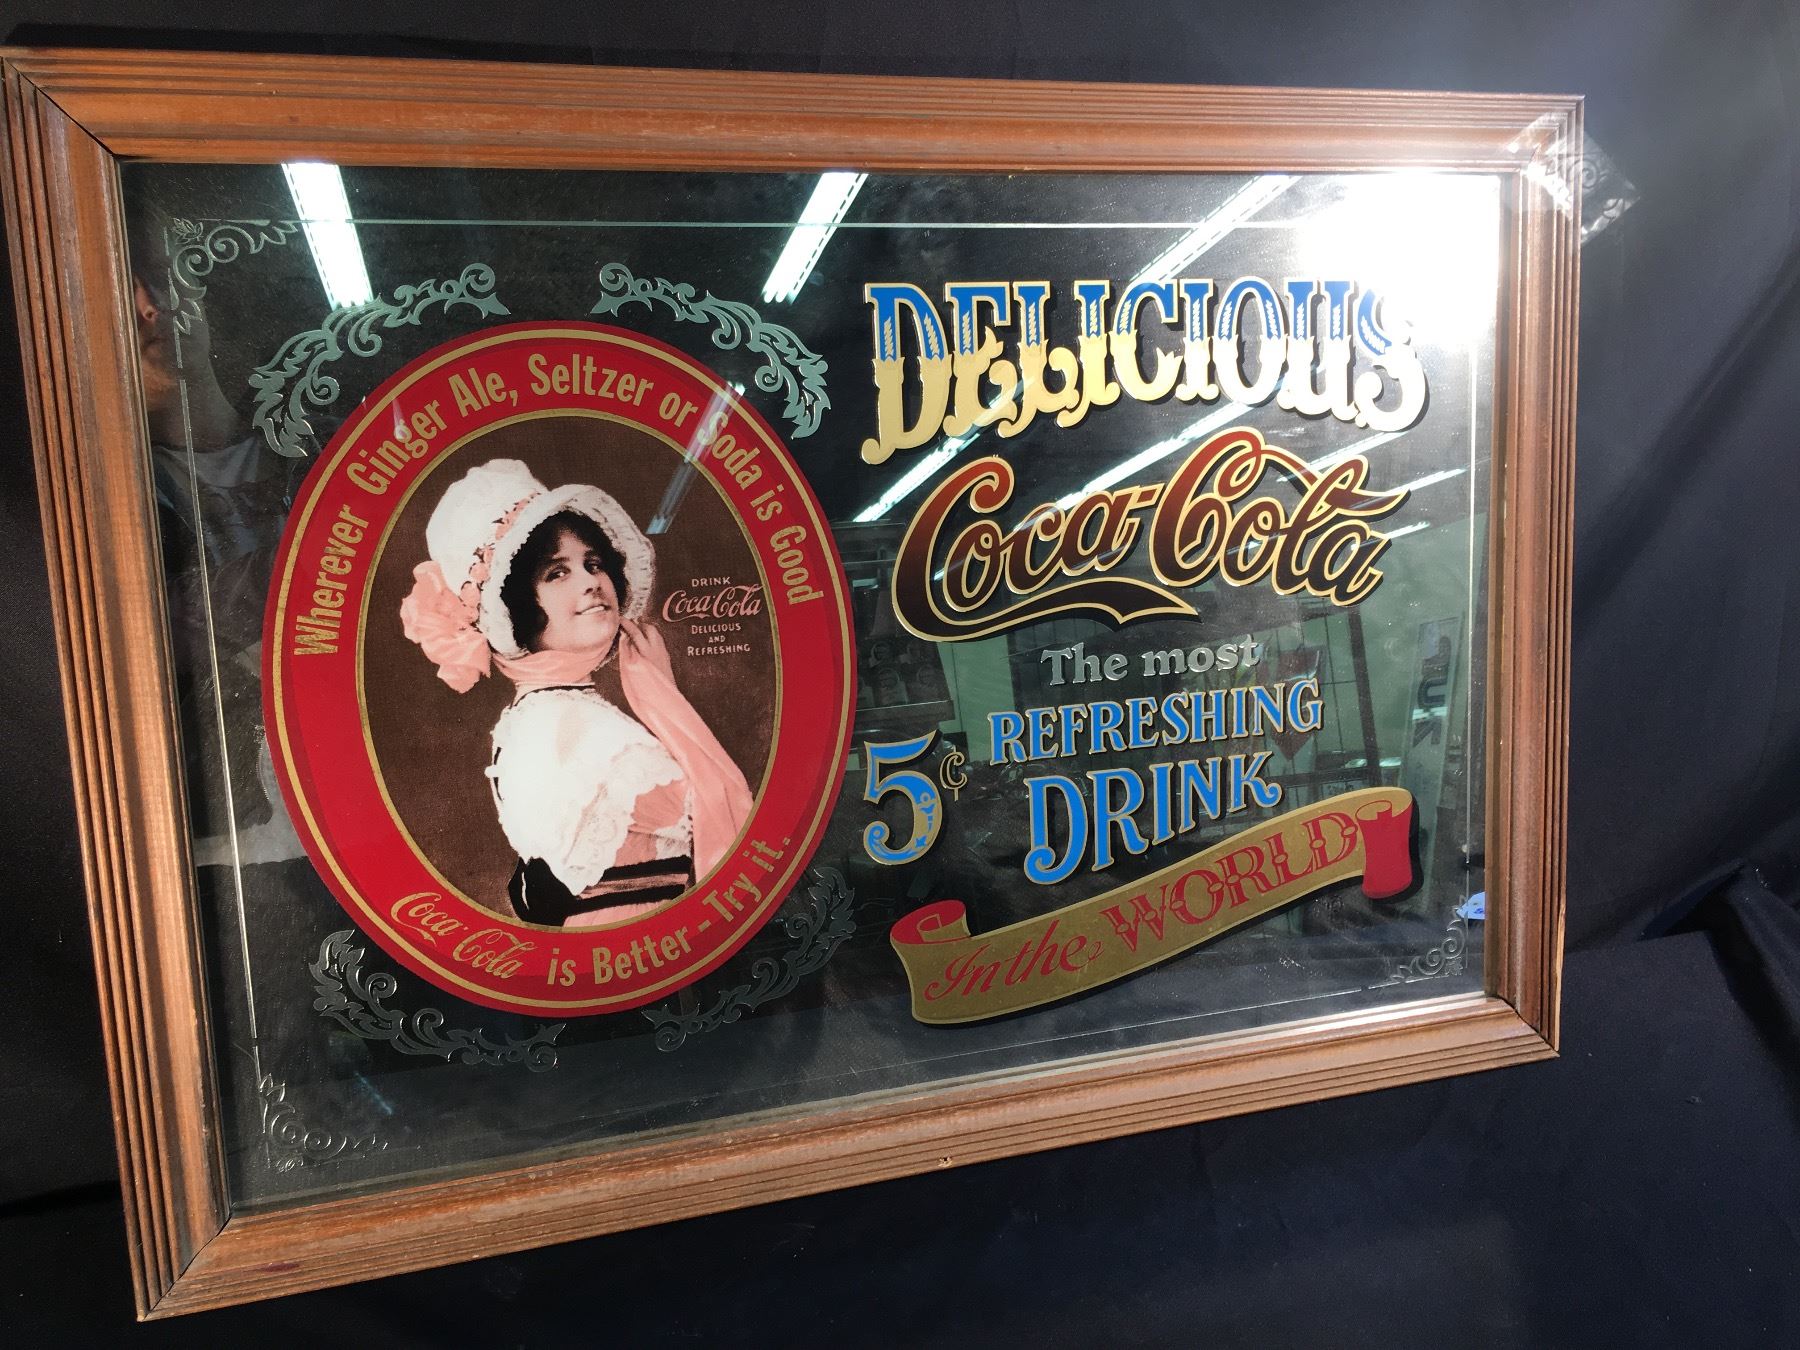 Wherever Ginger Ale, Seltzer or Soda is Good
Coca-Cola is Better - Try it.
DRINK
Coca-Cola
DELICIOUS
AND
REFRESHING
DELICIOUS
Coca-Cola
The most
REFRESHING
5¢ DRINK
In the WORLD